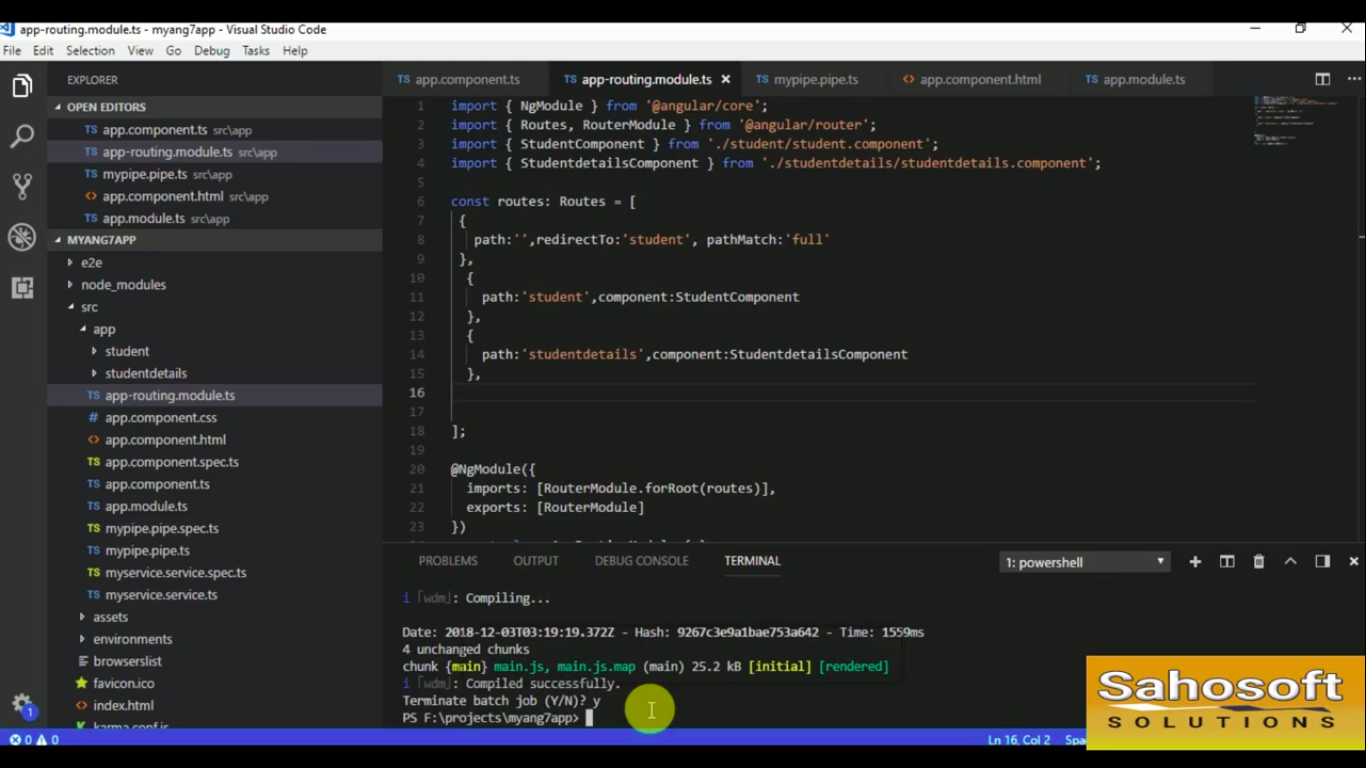 app-routing.module.ts - myang7app - Visual Studio Code
File Edit Selection View Go Debug Tasks Help
EXPLORER
OPEN EDITORS
TS app.component.ts src\app
TS app-routing.module.ts src\app
TS mypipe.pipe.ts src\app
<> app.component.html src\app
TS app.module.ts src\app
MYANG7APP
e2e
node_modules
src
app
student
studentdetails
TS app-routing.module.ts
# app.component.css
<> app.component.html
TS app.component.spec.ts
TS app.component.ts
TS app.module.ts
TS mypipe.pipe.spec.ts
TS mypipe.pipe.ts
TS myservice.service.spec.ts
TS myservice.service.ts
assets
environments
browserslist
favicon.ico
index.html
karma.conf.js
1
TS app.component.ts TS app-routing.module.ts × TS mypipe.pipe.ts <> app.component.html TS app.module.ts
1 import { NgModule } from '@angular/core';
2 import { Routes, RouterModule } from '@angular/router';
3 import { StudentComponent } from './student/student.component';
4 import { StudentdetailsComponent } from './studentdetails/studentdetails.component';
5
6 const routes: Routes = [
7 {
8 path:'',redirectTo:'student', pathMatch:'full'
9 },
10 {
11 path:'student',component:StudentComponent
12 },
13 {
14 path:'studentdetails',component:StudentdetailsComponent
15 },
16
17
18 ];
19
20 @NgModule({
21 imports: [RouterModule.forRoot(routes)],
22 exports: [RouterModule]
23 })
PROBLEMS OUTPUT DEBUG CONSOLE TERMINAL 1: powershell
i ｢wdm｣: Compiling...
Date: 2018-12-03T03:19:19.372Z - Hash: 9267c3e9a1bae753a642 - Time: 1559ms
4 unchanged chunks
chunk {main} main.js, main.js.map (main) 25.2 kB [initial] [rendered]
i ｢wdm｣: Compiled successfully.
Terminate batch job (Y/N)? y
PS F:\projects\myang7app>
0 0 Ln 16, Col 2
Sahosoft
SOLUTIONS